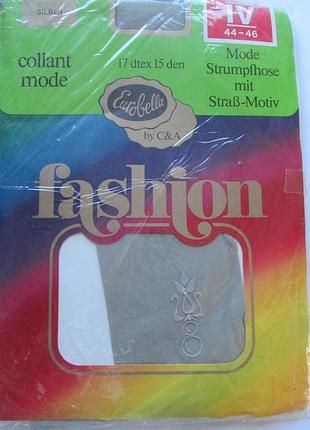 SILBER
IV
44-46
collant
mode
17 dtex 15 den
Eurobella
by C&A
Mode
Strumpfhose
mit
Straß-Motiv
fashion